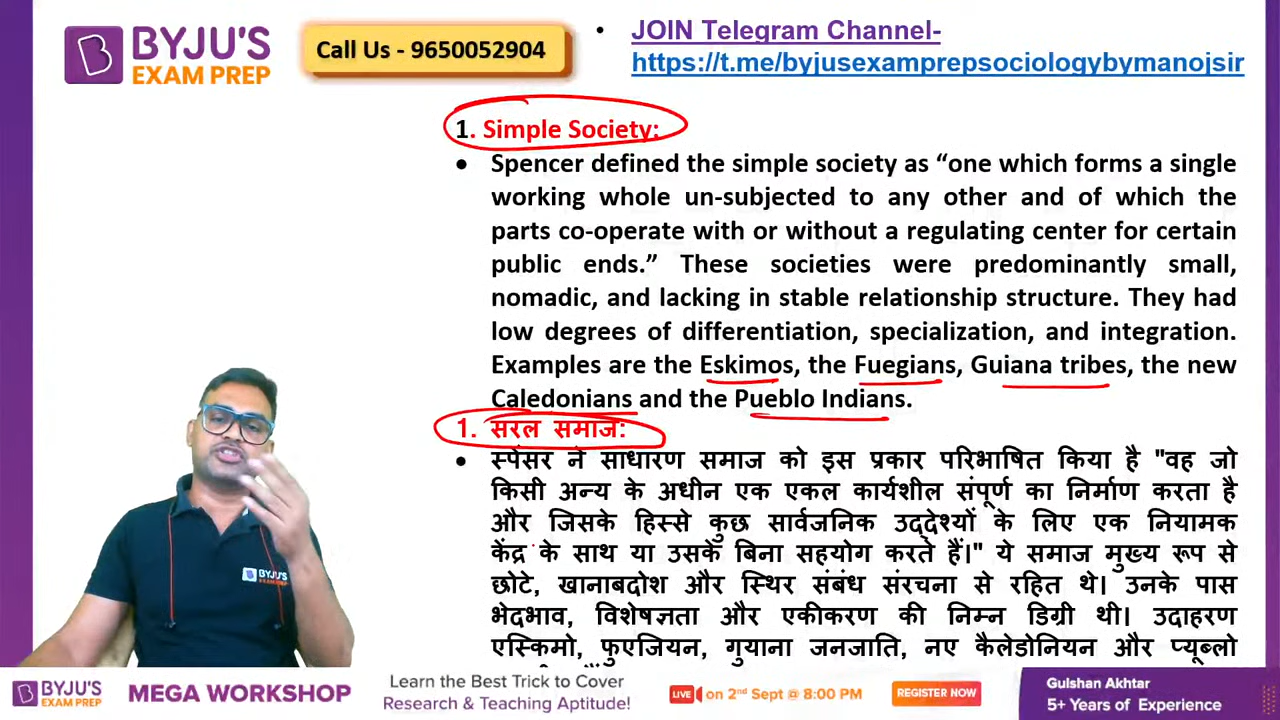 BYJU'S
EXAM PREP
Call Us - 9650052904
• JOIN Telegram Channel-
https://t.me/byjusexamprepsociologybymanojsir
1. Simple Society:
• Spencer defined the simple society as “one which forms a single
working whole un-subjected to any other and of which the
parts co-operate with or without a regulating center for certain
public ends.” These societies were predominantly small,
nomadic, and lacking in stable relationship structure. They had
low degrees of differentiation, specialization, and integration.
Examples are the Eskimos, the Fuegians, Guiana tribes, the new
Caledonians and the Pueblo Indians.
1. सरल समाज:
• स्पेंसर ने साधारण समाज को इस प्रकार परिभाषित किया है "वह जो
किसी अन्य के अधीन एक एकल कार्यशील संपूर्ण का निर्माण करता है
और जिसके हिस्से कुछ सार्वजनिक उद्देश्यों के लिए एक नियामक
केंद्र के साथ या उसके बिना सहयोग करते हैं।" ये समाज मुख्य रूप से
छोटे, खानाबदोश और स्थिर संबंध संरचना से रहित थे। उनके पास
भेदभाव, विशेषज्ञता और एकीकरण की निम्न डिग्री थी। उदाहरण
एस्किमो, फुएजियन, गुयाना जनजाति, नए कैलेडोनियन और प्यूब्लो
BYJU'S
EXAM PREP
BYJU'S
EXAM PREP
MEGA WORKSHOP
Learn the Best Trick to Cover
Research & Teaching Aptitude!
LIVE on 2nd Sept @ 8:00 PM
REGISTER NOW
Gulshan Akhtar
5+ Years of Experience